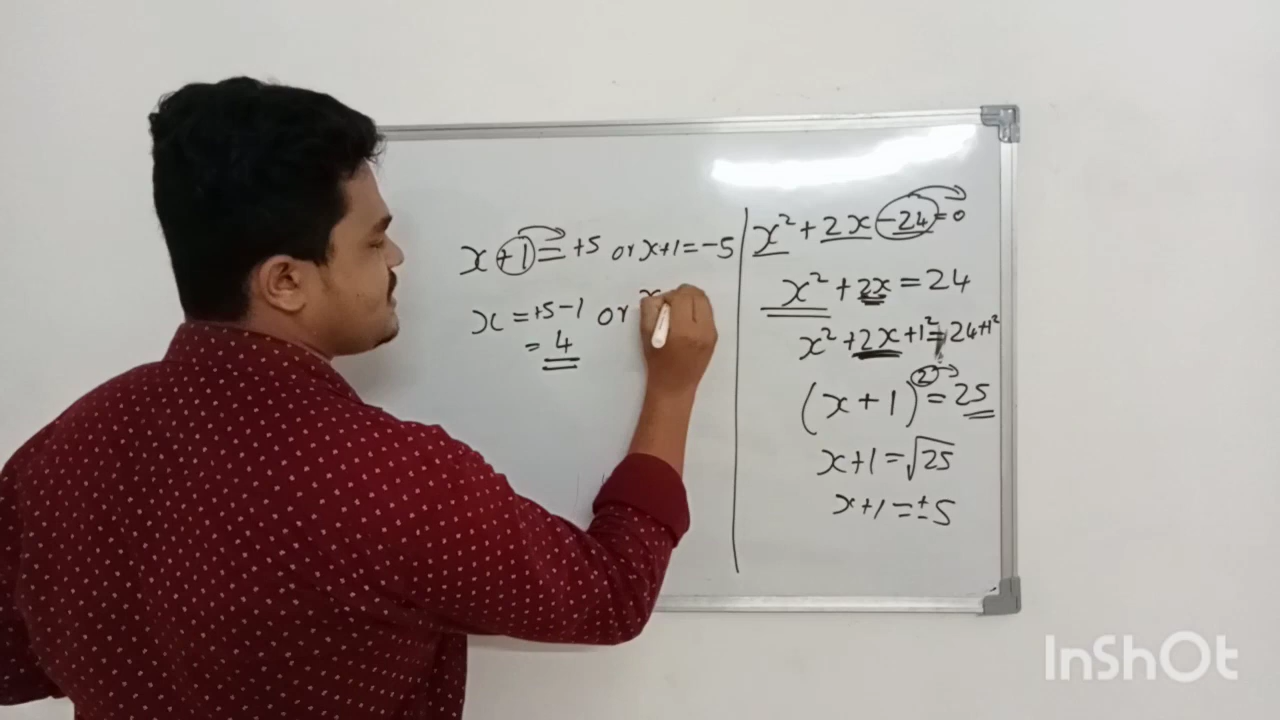 x²+2x-24=0
x²+2x=24
x²+2x+1²=24+1²
(x+1)²=25
x+1=√25
x+1=±5
x+1=+5 or x+1=-5
x=+5-1 or x
=4
InShOt